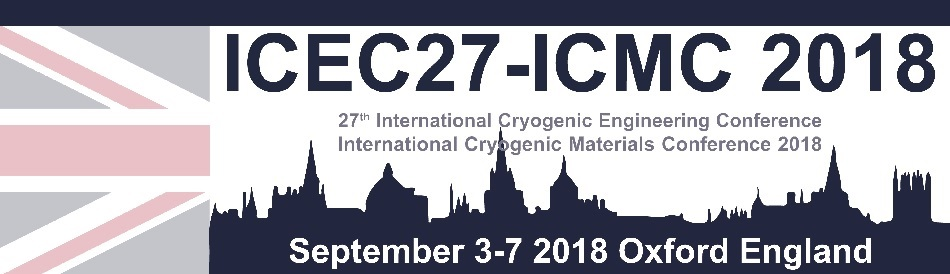 ICEC27-ICMC 2018
27th International Cryogenic Engineering Conference
International Cryogenic Materials Conference 2018
September 3-7 2018 Oxford England